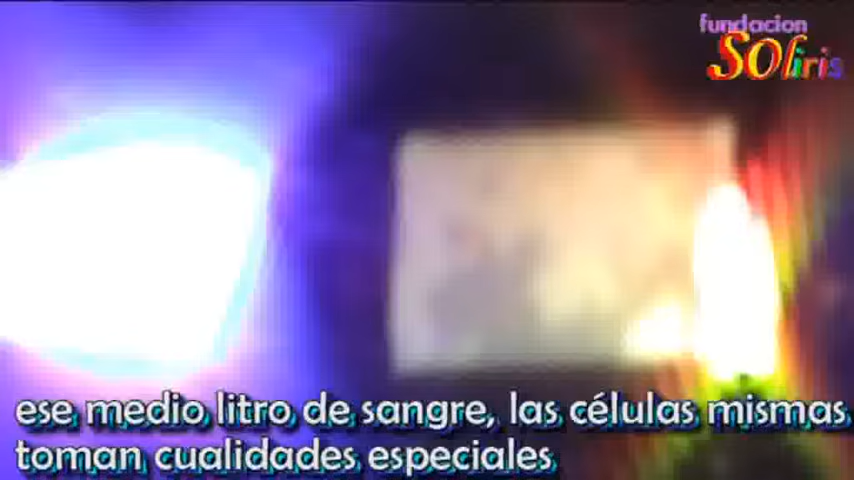 fundacion
SOliris
ese medio litro de sangre, las células mismas
toman cualidades especiales